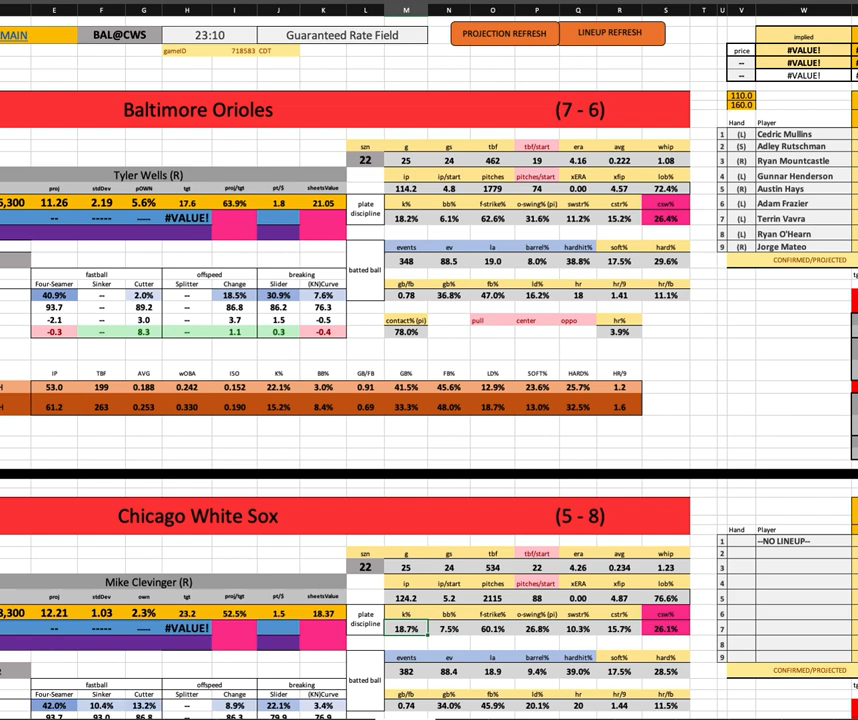 E F G H I J K L M N O P Q R S T U V W
MAIN BAL@CWS 23:10 Guaranteed Rate Field PROJECTION REFRESH LINEUP REFRESH implied
gameID 718583 CDT price #VALUE!
-- #VALUE!
-- #VALUE!
110.0
160.0
Baltimore Orioles (7 - 6)
Hand Player
szn g gs tbf tbf/start era avg whip
22 25 24 462 19 4.16 0.222 1.08
Tyler Wells (R)
ip ip/start pitches pitches/start xERA xfip lob%
proj stdDev pOWN tgt proj/tgt pt/$ sheetsValue
114.2 4.8 1779 74 0.00 4.57 72.4%
6,300 11.26 2.19 5.6% 17.6 63.9% 1.8 21.05
plate discipline
k% bb% f-strike% o-swing% (pi) swstr% cstr% csw%
-- ----- ---- #VALUE!
18.2% 6.1% 62.6% 31.6% 11.2% 15.2% 26.4%
1 (L) Cedric Mullins
2 (S) Adley Rutschman
3 (R) Ryan Mountcastle
4 (L) Gunnar Henderson
5 (R) Austin Hays
6 (L) Adam Frazier
7 (L) Terrin Vavra
8 (L) Ryan O'Hearn
9 (R) Jorge Mateo
CONFIRMED/PROJECTED
batted ball
events ev la barrel% hardhit% soft% hard%
348 88.5 19.0 8.0% 38.8% 17.5% 29.6%
fastball offspeed breaking
Four-Seamer Sinker Cutter Splitter Change Slider (KN)Curve
gb/fb gb% fb% ld% hr hr/9 hr/fb
40.9% -- 2.0% -- 18.5% 30.9% 7.6%
0.78 36.8% 47.0% 16.2% 18 1.41 11.1%
93.7 -- 89.2 -- 86.8 86.2 76.3
-2.1 -- 3.0 -- 3.7 1.5 -0.5
contact% (pi) pull center oppo hr%
-0.3 -- 8.3 -- 1.1 0.3 -0.4
78.0% 3.9%
IP TBF AVG wOBA ISO K% BB% GB/FB GB% FB% LD% SOFT% HARD% HR/9
H 53.0 199 0.188 0.242 0.152 22.1% 3.0% 0.91 41.5% 45.6% 12.9% 23.6% 25.7% 1.2
H 61.2 263 0.253 0.330 0.190 15.2% 8.4% 0.69 33.3% 48.0% 18.7% 13.0% 32.5% 1.6
Chicago White Sox (5 - 8)
Hand Player
1 --NO LINEUP--
2
3
4
5
6
7
8
9
szn g gs tbf tbf/start era avg whip
22 25 24 534 22 4.26 0.234 1.23
Mike Clevinger (R)
ip ip/start pitches pitches/start xERA xfip lob%
proj stdDev own tgt proj/tgt pt/$ sheetsValue
124.2 5.2 2115 88 0.00 4.87 76.6%
8,300 12.21 1.03 2.3% 23.2 52.5% 1.5 18.37
plate discipline
k% bb% f-strike% o-swing% (pi) swstr% cstr% csw%
-- ----- ---- #VALUE!
18.7% 7.5% 60.1% 26.8% 10.3% 15.7% 26.1%
batted ball
events ev la barrel% hardhit% soft% hard%
CONFIRMED/PROJECTED
382 88.4 18.9 9.4% 39.0% 17.5% 28.5%
fastball offspeed breaking
Four-Seamer Sinker Cutter Splitter Change Slider (KN)Curve
gb/fb gb% fb% ld% hr hr/9 hr/fb
42.0% 10.4% 13.2% -- 8.9% 22.1% 3.4%
0.74 34.0% 45.9% 20.1% 20 1.44 11.5%
93.7 93.0 86.8 -- 86.3 79.9 76.9